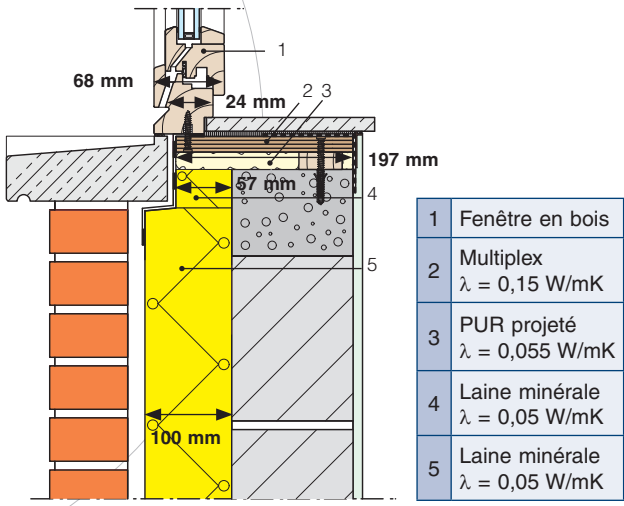 1
68 mm
2 3
24 mm
197 mm
57 mm
4
5
100 mm
1 Fenêtre en bois
2 Multiplex
λ = 0,15 W/mK
3 PUR projeté
λ = 0,055 W/mK
4 Laine minérale
λ = 0,05 W/mK
5 Laine minérale
λ = 0,05 W/mK